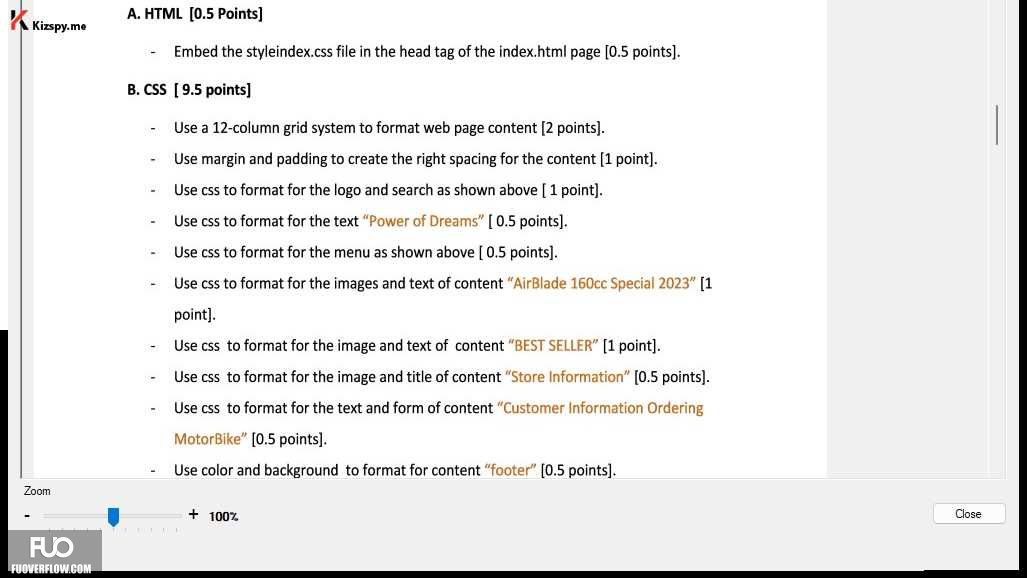 Kizspy.me
A. HTML [0.5 Points]
- Embed the styleindex.css file in the head tag of the index.html page [0.5 points].
B. CSS [ 9.5 points]
- Use a 12-column grid system to format web page content [2 points].
- Use margin and padding to create the right spacing for the content [1 point].
- Use css to format for the logo and search as shown above [ 1 point].
- Use css to format for the text “Power of Dreams” [ 0.5 points].
- Use css to format for the menu as shown above [ 0.5 points].
- Use css to format for the images and text of content “AirBlade 160cc Special 2023” [1
point].
- Use css to format for the image and text of content “BEST SELLER” [1 point].
- Use css to format for the image and title of content “Store Information” [0.5 points].
- Use css to format for the text and form of content “Customer Information Ordering
MotorBike” [0.5 points].
- Use color and background to format for content “footer” [0.5 points].
Zoom
- + 100%
Close
FUO
FUOVERFLOW.COM